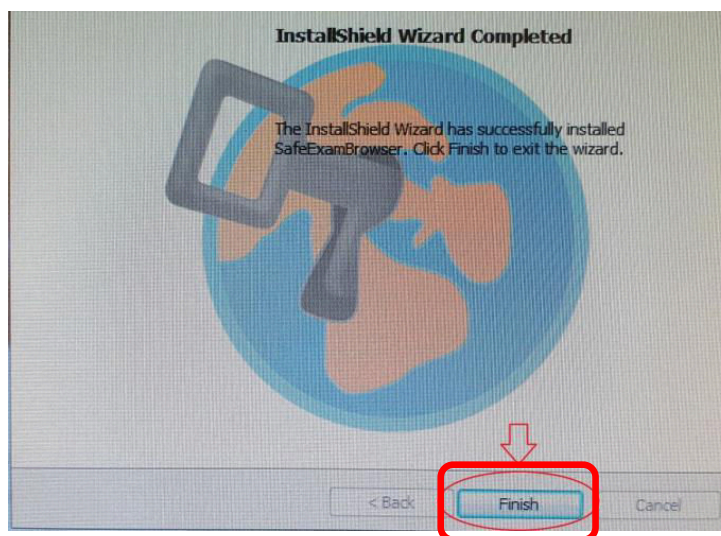 InstallShield Wizard Completed
The InstallShield Wizard has successfully installed
SafeExamBrowser. Click Finish to exit the wizard.
< Back Finish Cancel